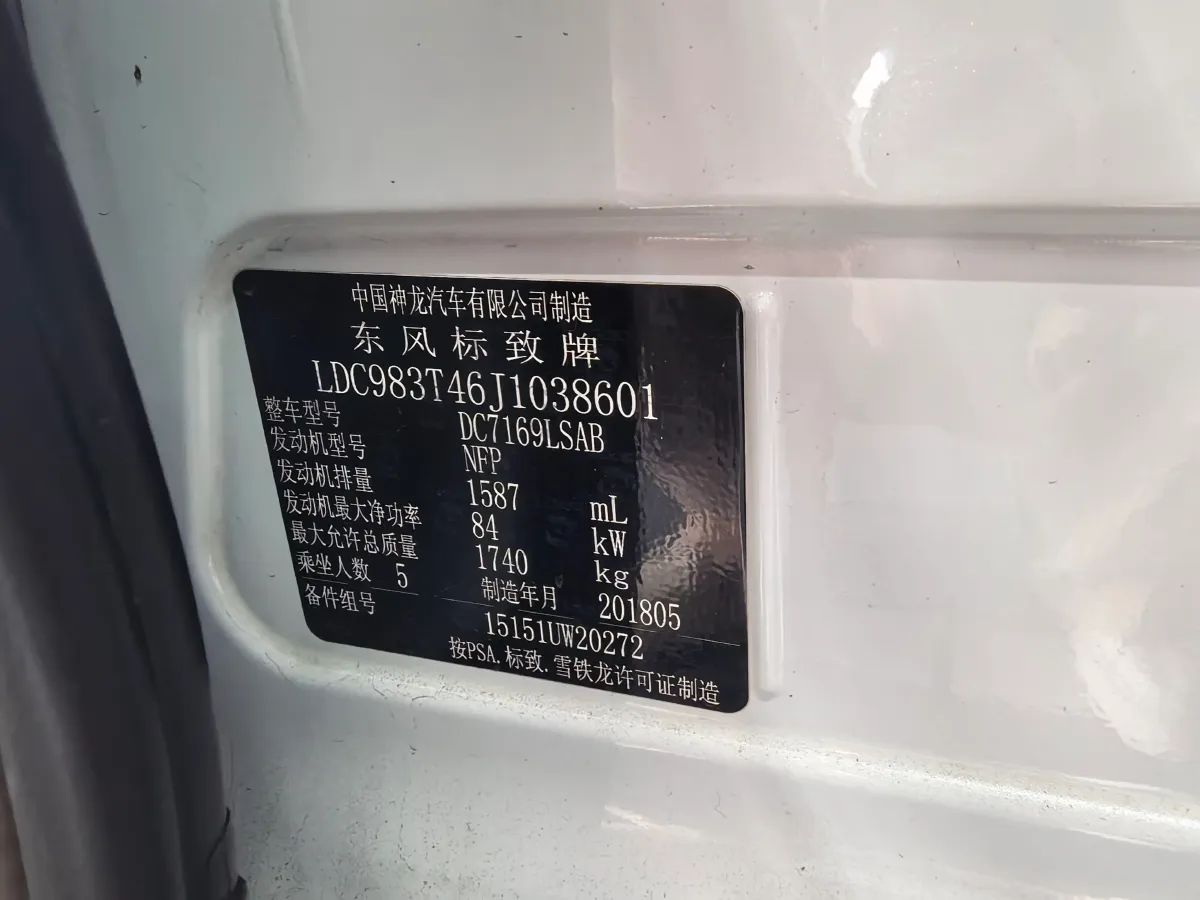 中国神龙汽车有限公司制造
东风标致牌
LDC983T46J1038601
整车型号 DC7169LSAB
发动机型号 NFP
发动机排量 1587 mL
发动机最大净功率 84 kW
最大允许总质量 1740 kg
乘坐人数 5 制造年月 201805
备件组号 15151UW20272
按PSA.标致.雪铁龙许可证制造